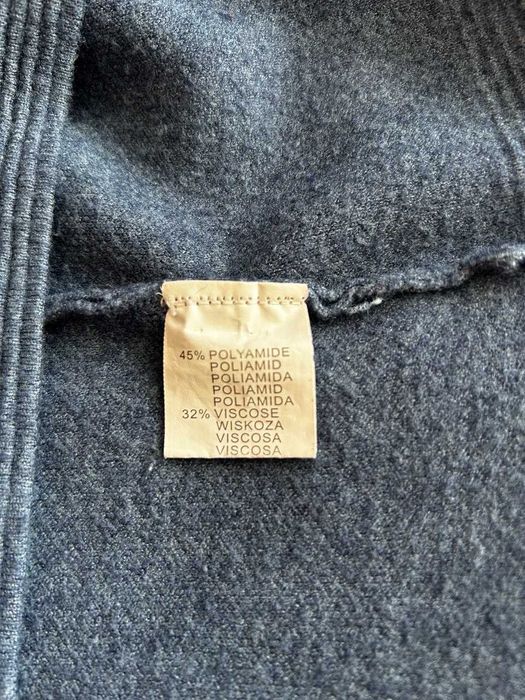 45% POLYAMIDE
POLIAMID
POLIAMIDA
POLIAMID
POLIAMIDA
32% VISCOSE
WISKOZA
VISCOSA
VISCOSA